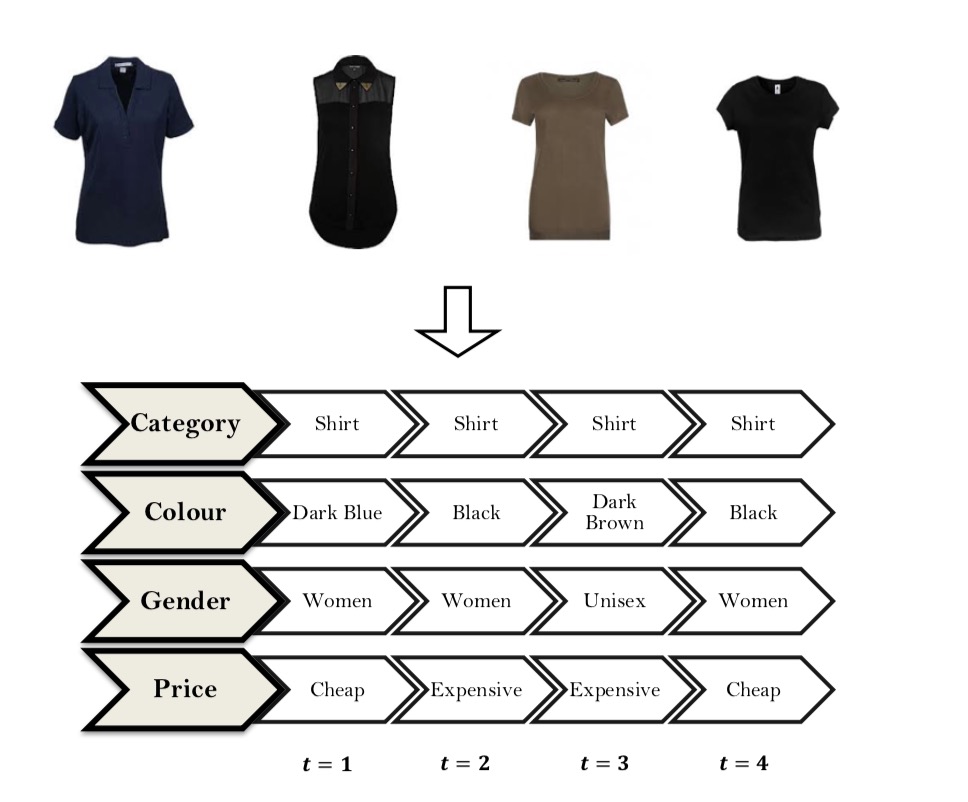 Category Shirt Shirt Shirt Shirt
Colour Dark Blue Black Dark Brown Black
Gender Women Women Unisex Women
Price Cheap Expensive Expensive Cheap
t = 1 t = 2 t = 3 t = 4